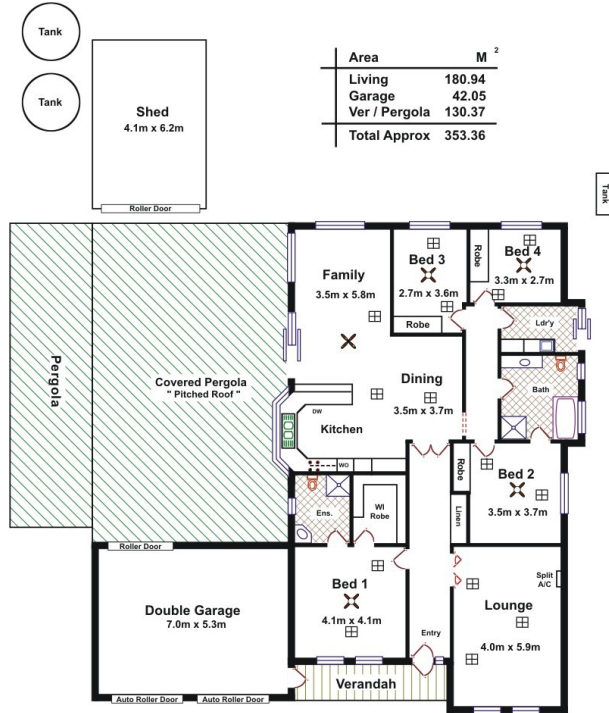 Tank
Tank
Shed
4.1m x 6.2m
Roller Door
Area M 2
Living 180.94
Garage 42.05
Ver / Pergola 130.37
Total Approx 353.36
Tank
Family
3.5m x 5.8m
Bed 3
2.7m x 3.6m
Robe
Robe
Bed 4
3.3m x 2.7m
Ldr'y
Pergola
Covered Pergola
" Pitched Roof "
Dining
3.5m x 3.7m
Bath
DW
Kitchen
WO
Robe
Bed 2
3.5m x 3.7m
Ens.
WI
Robe
Linen
Roller Door
Double Garage
7.0m x 5.3m
Bed 1
4.1m x 4.1m
Split
A/C
Lounge
4.0m x 5.9m
Entry
Verandah
Auto Roller Door
Auto Roller Door